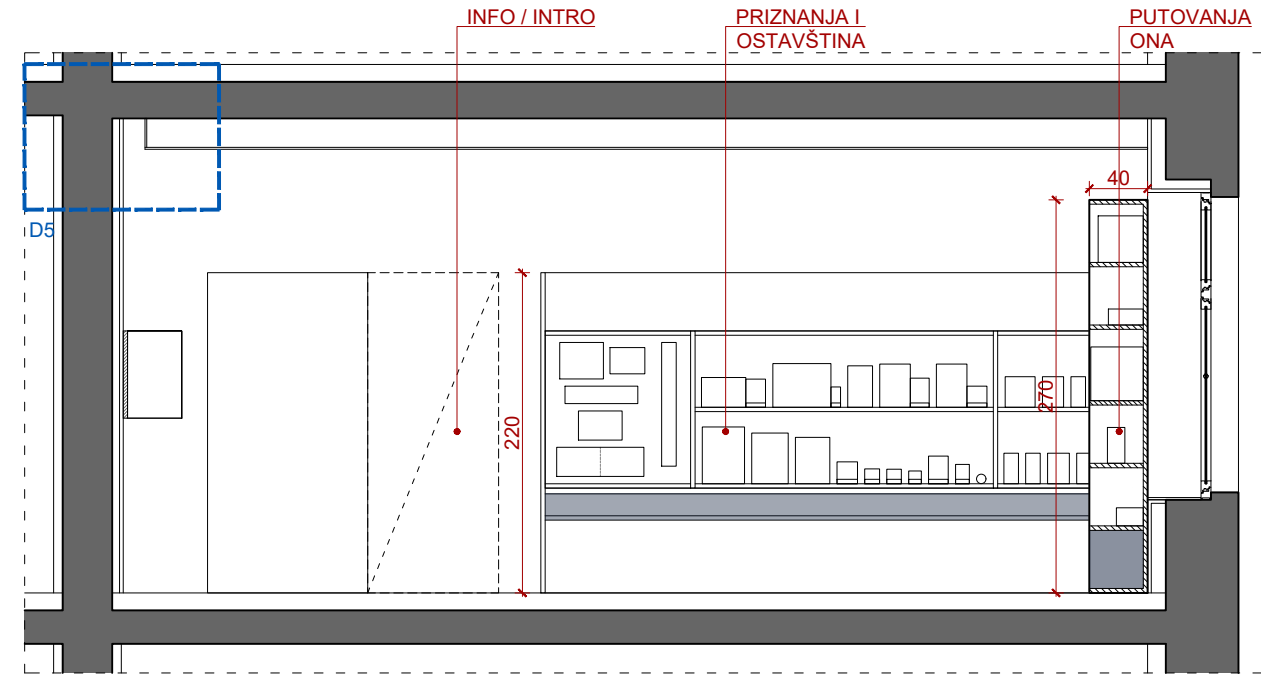 INFO / INTRO
PRIZNANJA I
OSTAVŠTINA
PUTOVANJA
ONA
40
D5
270
220